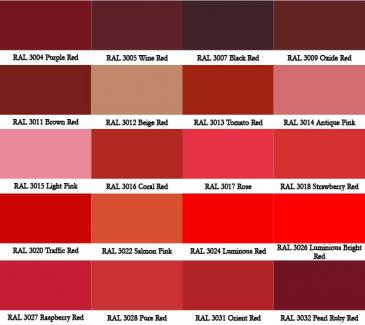 RAL 3004 Purple Red
RAL 3005 Wine Red
RAL 3007 Black Red
RAL 3009 Oxide Red
RAL 3011 Brown Red
RAL 3012 Beige Red
RAL 3013 Tomato Red
RAL 3014 Antique Pink
RAL 3015 Light Pink
RAL 3016 Coral Red
RAL 3017 Rose
RAL 3018 Strawberry Red
RAL 3020 Traffic Red
RAL 3022 Salmon Pink
RAL 3024 Luminous Red
RAL 3026 Luminious Bright
Red
RAL 3027 Raspberry Red
RAL 3028 Pure Red
RAL 3031 Orient Red
RAL 3032 Pearl Ruby Red